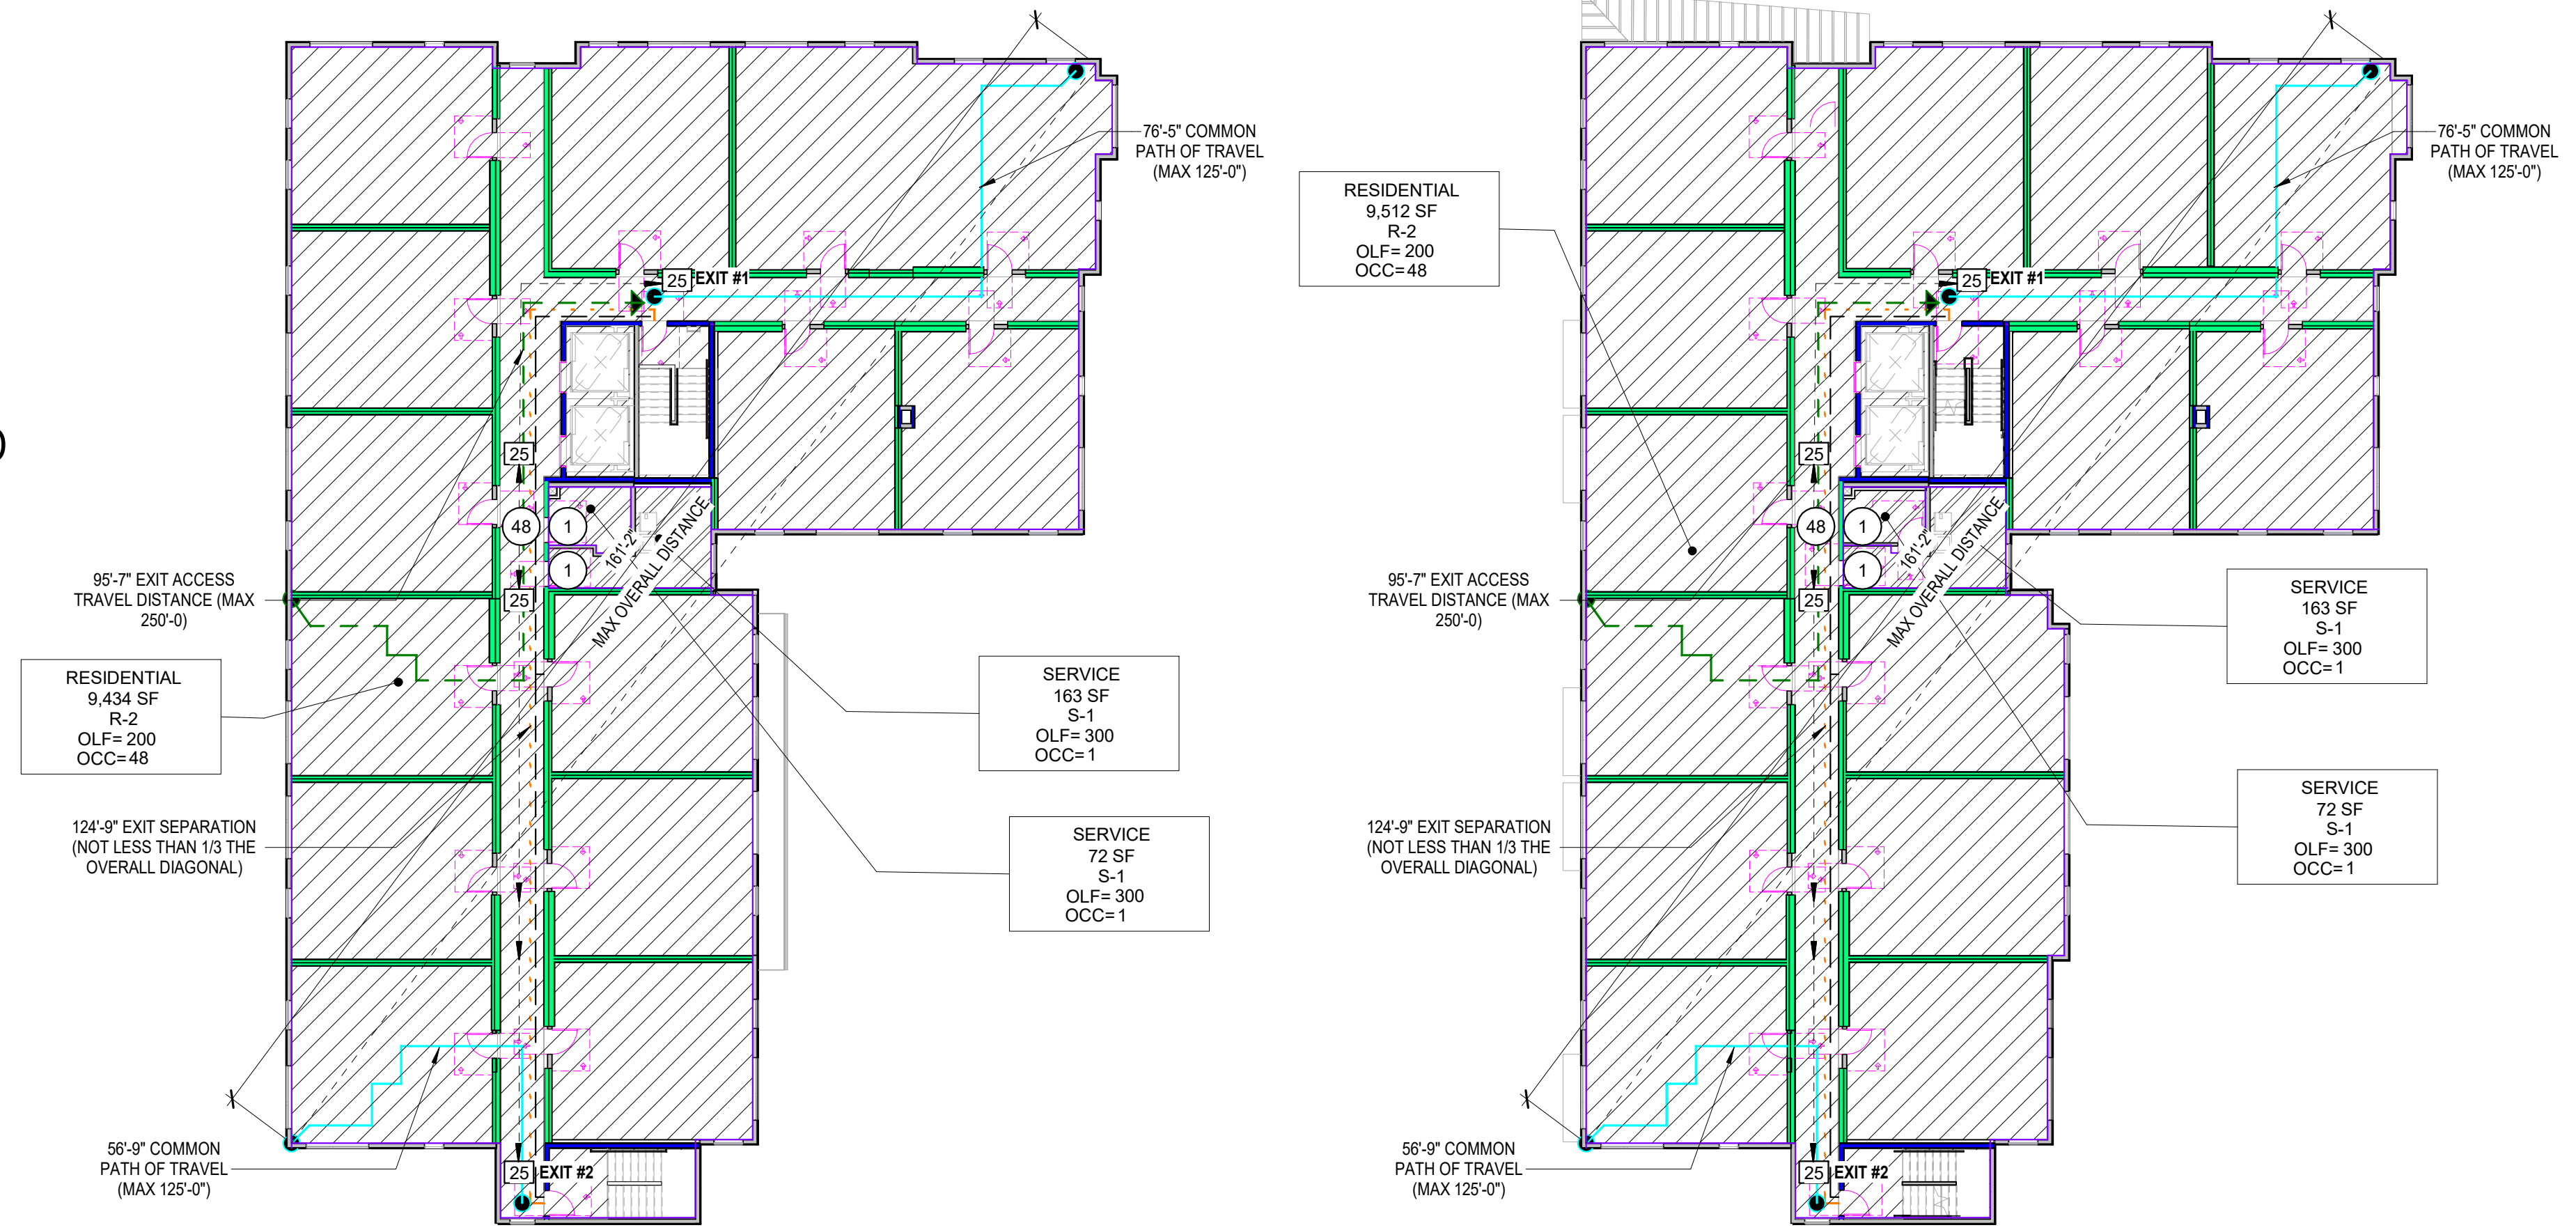 76'-5" COMMON
PATH OF TRAVEL
(MAX 125'-0")
25 EXIT #1
25
48
1
1
25
161'-2"
MAX OVERALL DISTANCE
95'-7" EXIT ACCESS
TRAVEL DISTANCE (MAX
250'-0)
RESIDENTIAL
9,434 SF
R-2
OLF= 200
OCC= 48
SERVICE
163 SF
S-1
OLF= 300
OCC= 1
SERVICE
72 SF
S-1
OLF= 300
OCC= 1
124'-9" EXIT SEPARATION
(NOT LESS THAN 1/3 THE
OVERALL DIAGONAL)
56'-9" COMMON
PATH OF TRAVEL
(MAX 125'-0")
25 EXIT #2
76'-5" COMMON
PATH OF TRAVEL
(MAX 125'-0")
RESIDENTIAL
9,512 SF
R-2
OLF= 200
OCC= 48
25 EXIT #1
25
48
1
1
25
161'-2"
MAX OVERALL DISTANCE
95'-7" EXIT ACCESS
TRAVEL DISTANCE (MAX
250'-0)
SERVICE
163 SF
S-1
OLF= 300
OCC= 1
SERVICE
72 SF
S-1
OLF= 300
OCC= 1
124'-9" EXIT SEPARATION
(NOT LESS THAN 1/3 THE
OVERALL DIAGONAL)
56'-9" COMMON
PATH OF TRAVEL
(MAX 125'-0")
25 EXIT #2